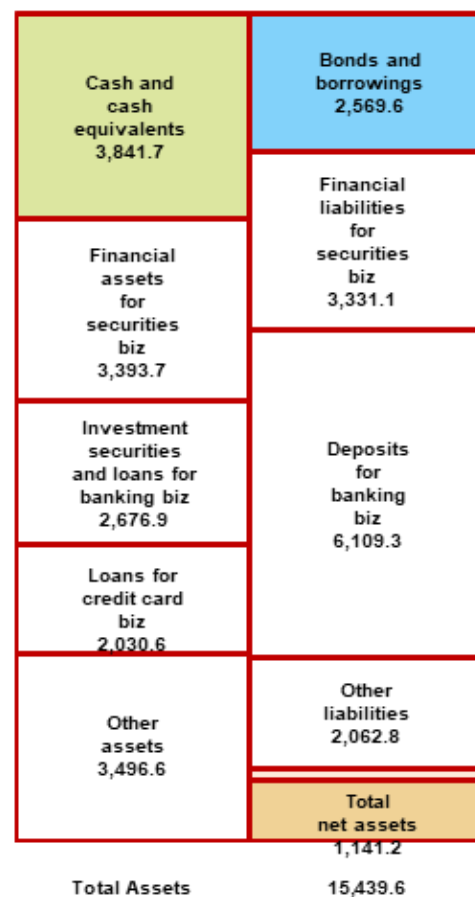 Cash and
cash
equivalents
3,841.7
Financial
assets
for
securities
biz
3,393.7
Investment
securities
and loans for
banking biz
2,676.9
Loans for
credit card
biz
2,030.6
Other
assets
3,496.6
Bonds and
borrowings
2,569.6
Financial
liabilities
for
securities
biz
3,331.1
Deposits
for
banking
biz
6,109.3
Other
liabilities
2,062.8
Total
net assets
1,141.2
Total Assets 15,439.6